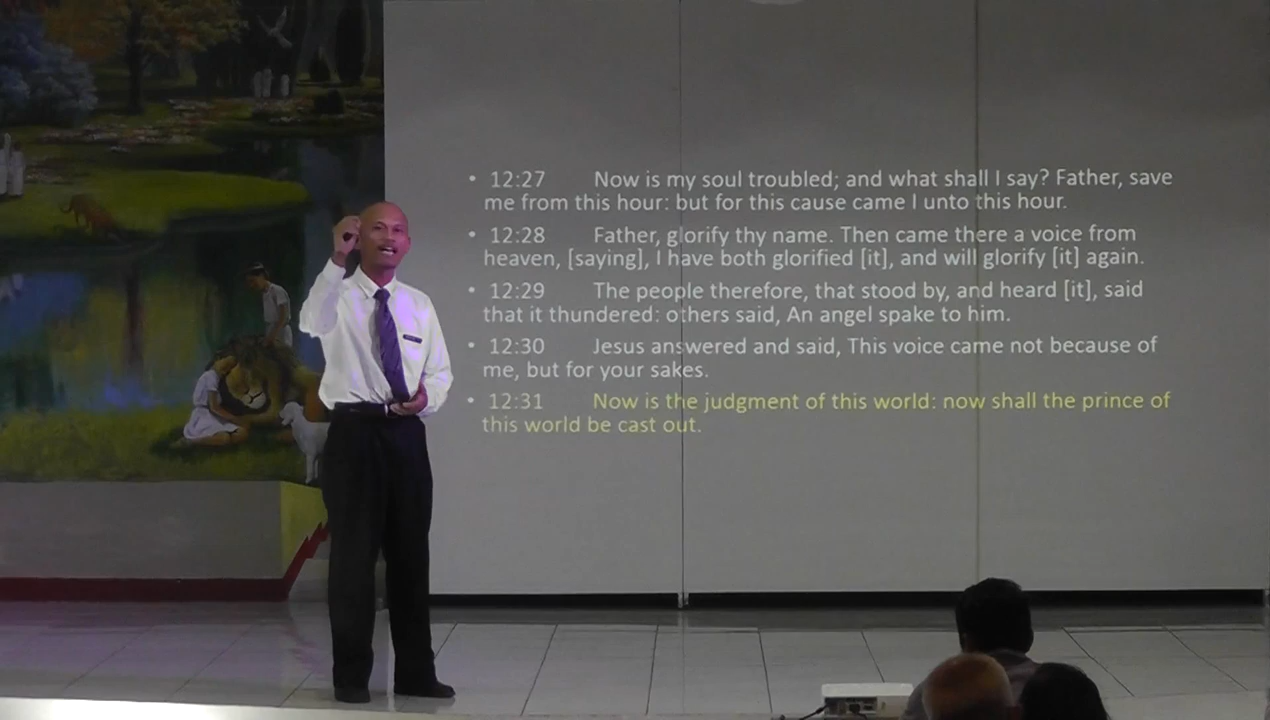 • 12:27 Now is my soul troubled; and what shall I say? Father, save
me from this hour: but for this cause came I unto this hour.
• 12:28 Father, glorify thy name. Then came there a voice from
heaven, [saying], I have both glorified [it], and will glorify [it] again.
• 12:29 The people therefore, that stood by, and heard [it], said
that it thundered: others said, An angel spake to him.
• 12:30 Jesus answered and said, This voice came not because of
me, but for your sakes.
• 12:31 Now is the judgment of this world: now shall the prince of
this world be cast out.